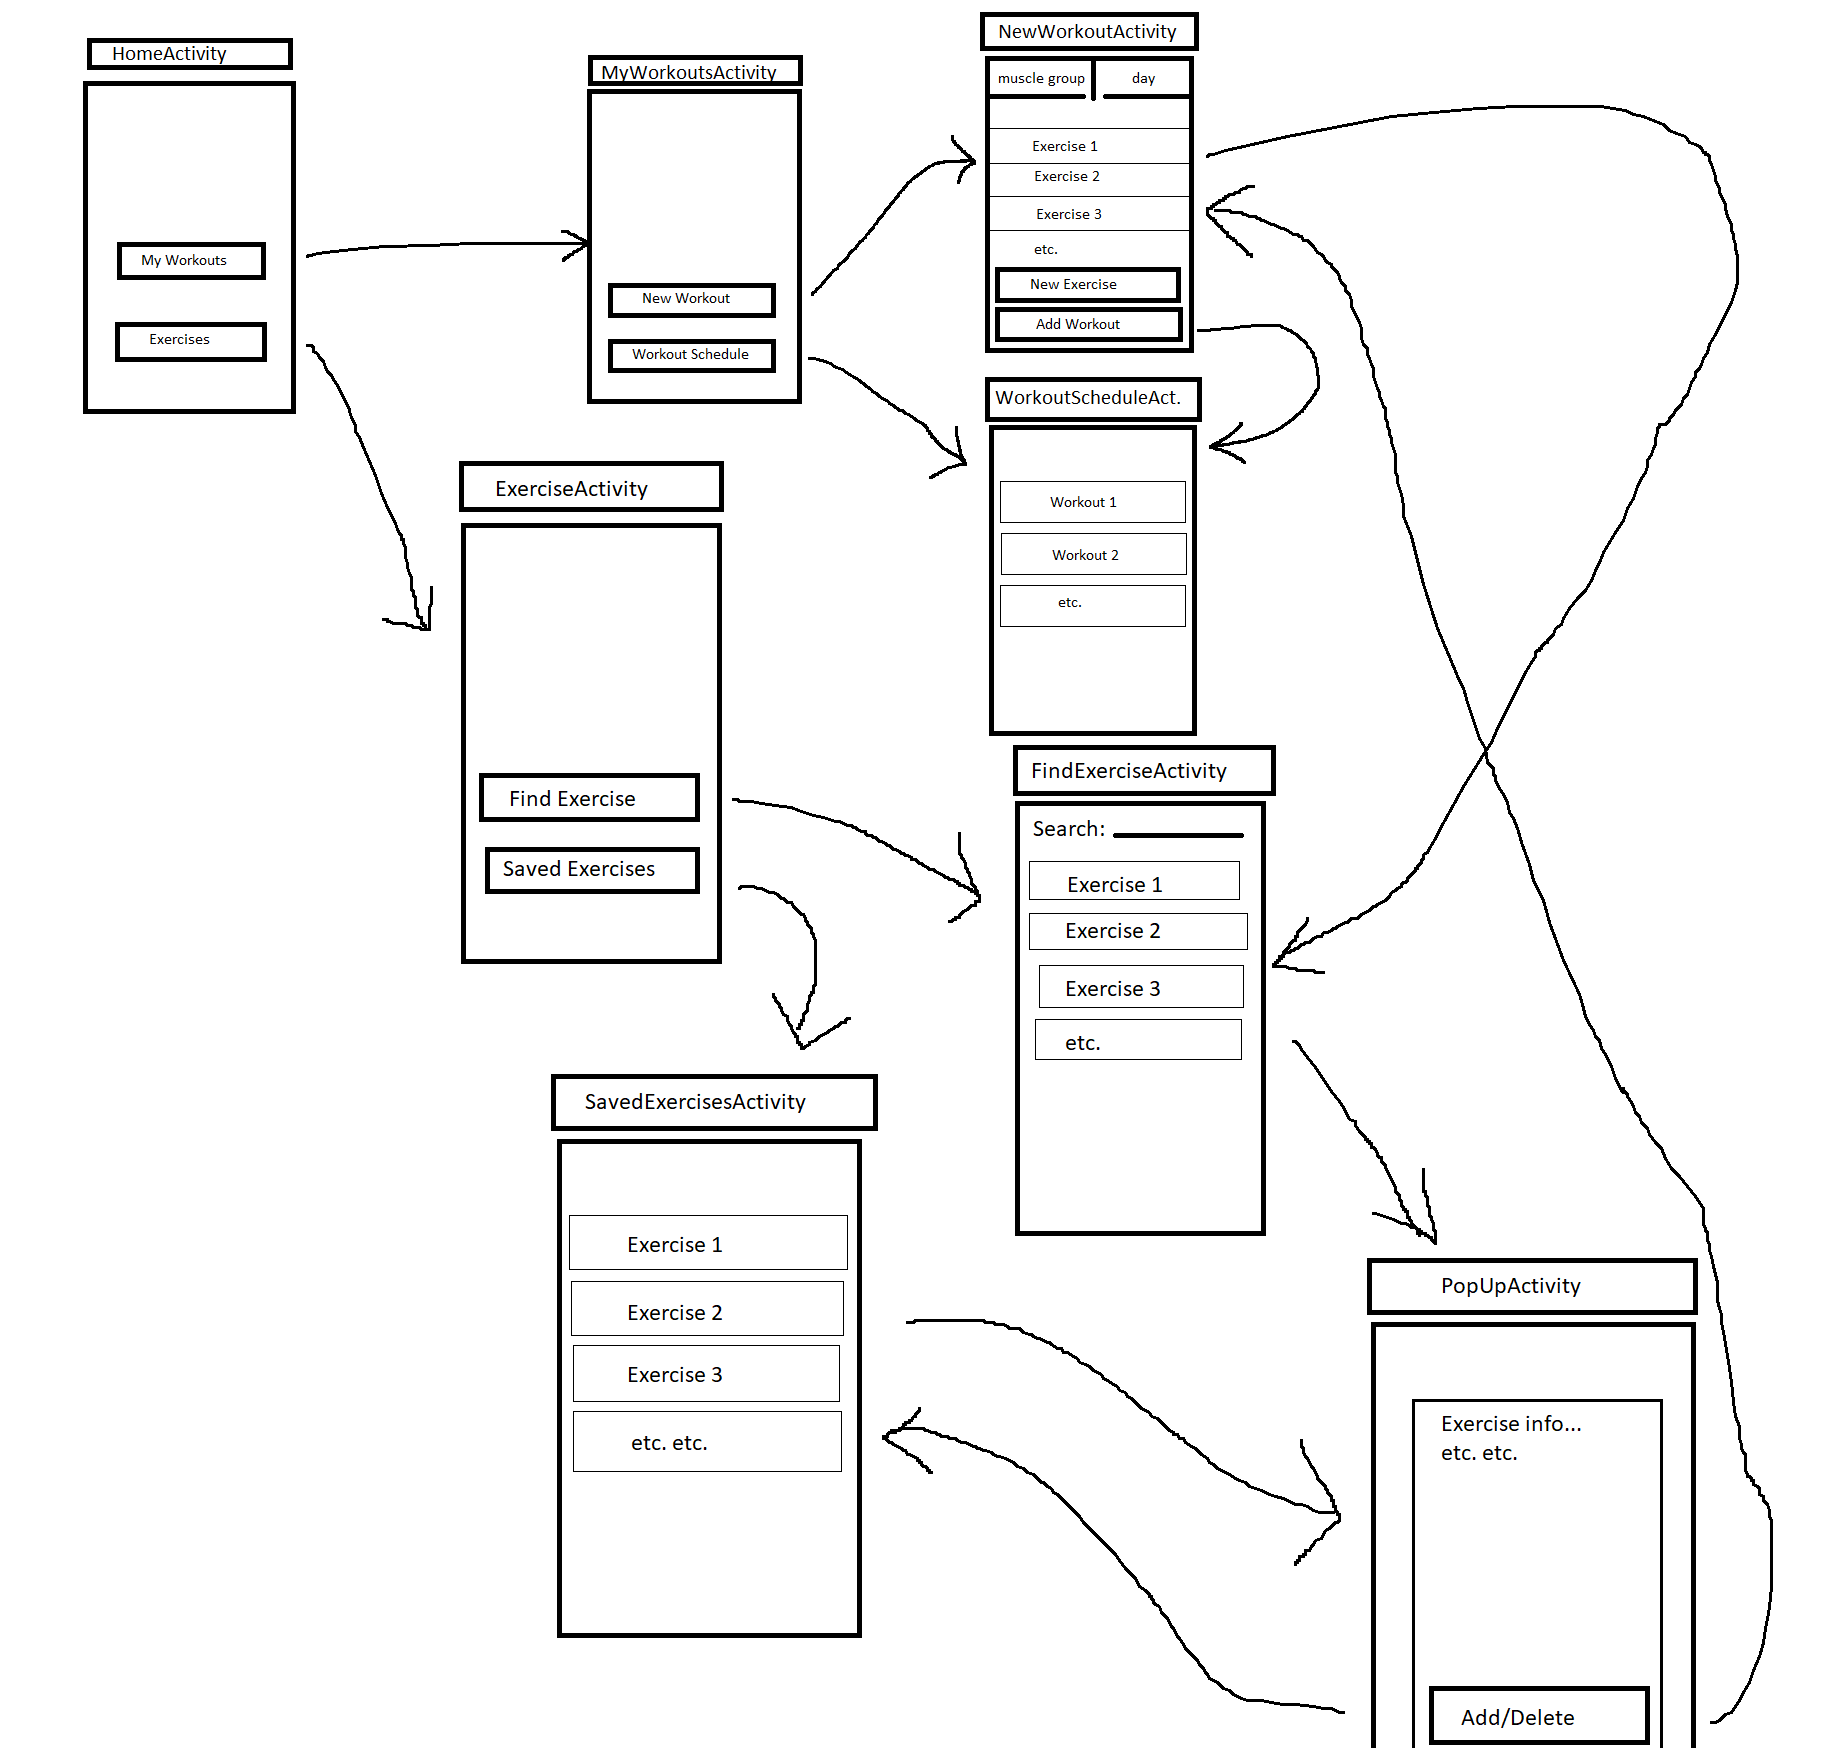 HomeActivity
My Workouts
Exercises
MyWorkoutsActivity
New Workout
Workout Schedule
NewWorkoutActivity
muscle group
day
Exercise 1
Exercise 2
Exercise 3
etc.
New Exercise
Add Workout
WorkoutScheduleAct.
Workout 1
Workout 2
etc.
ExerciseActivity
Find Exercise
Saved Exercises
FindExerciseActivity
Search:
Exercise 1
Exercise 2
Exercise 3
etc.
SavedExercisesActivity
Exercise 1
Exercise 2
Exercise 3
etc. etc.
PopUpActivity
Exercise info...
etc. etc.
Add/Delete